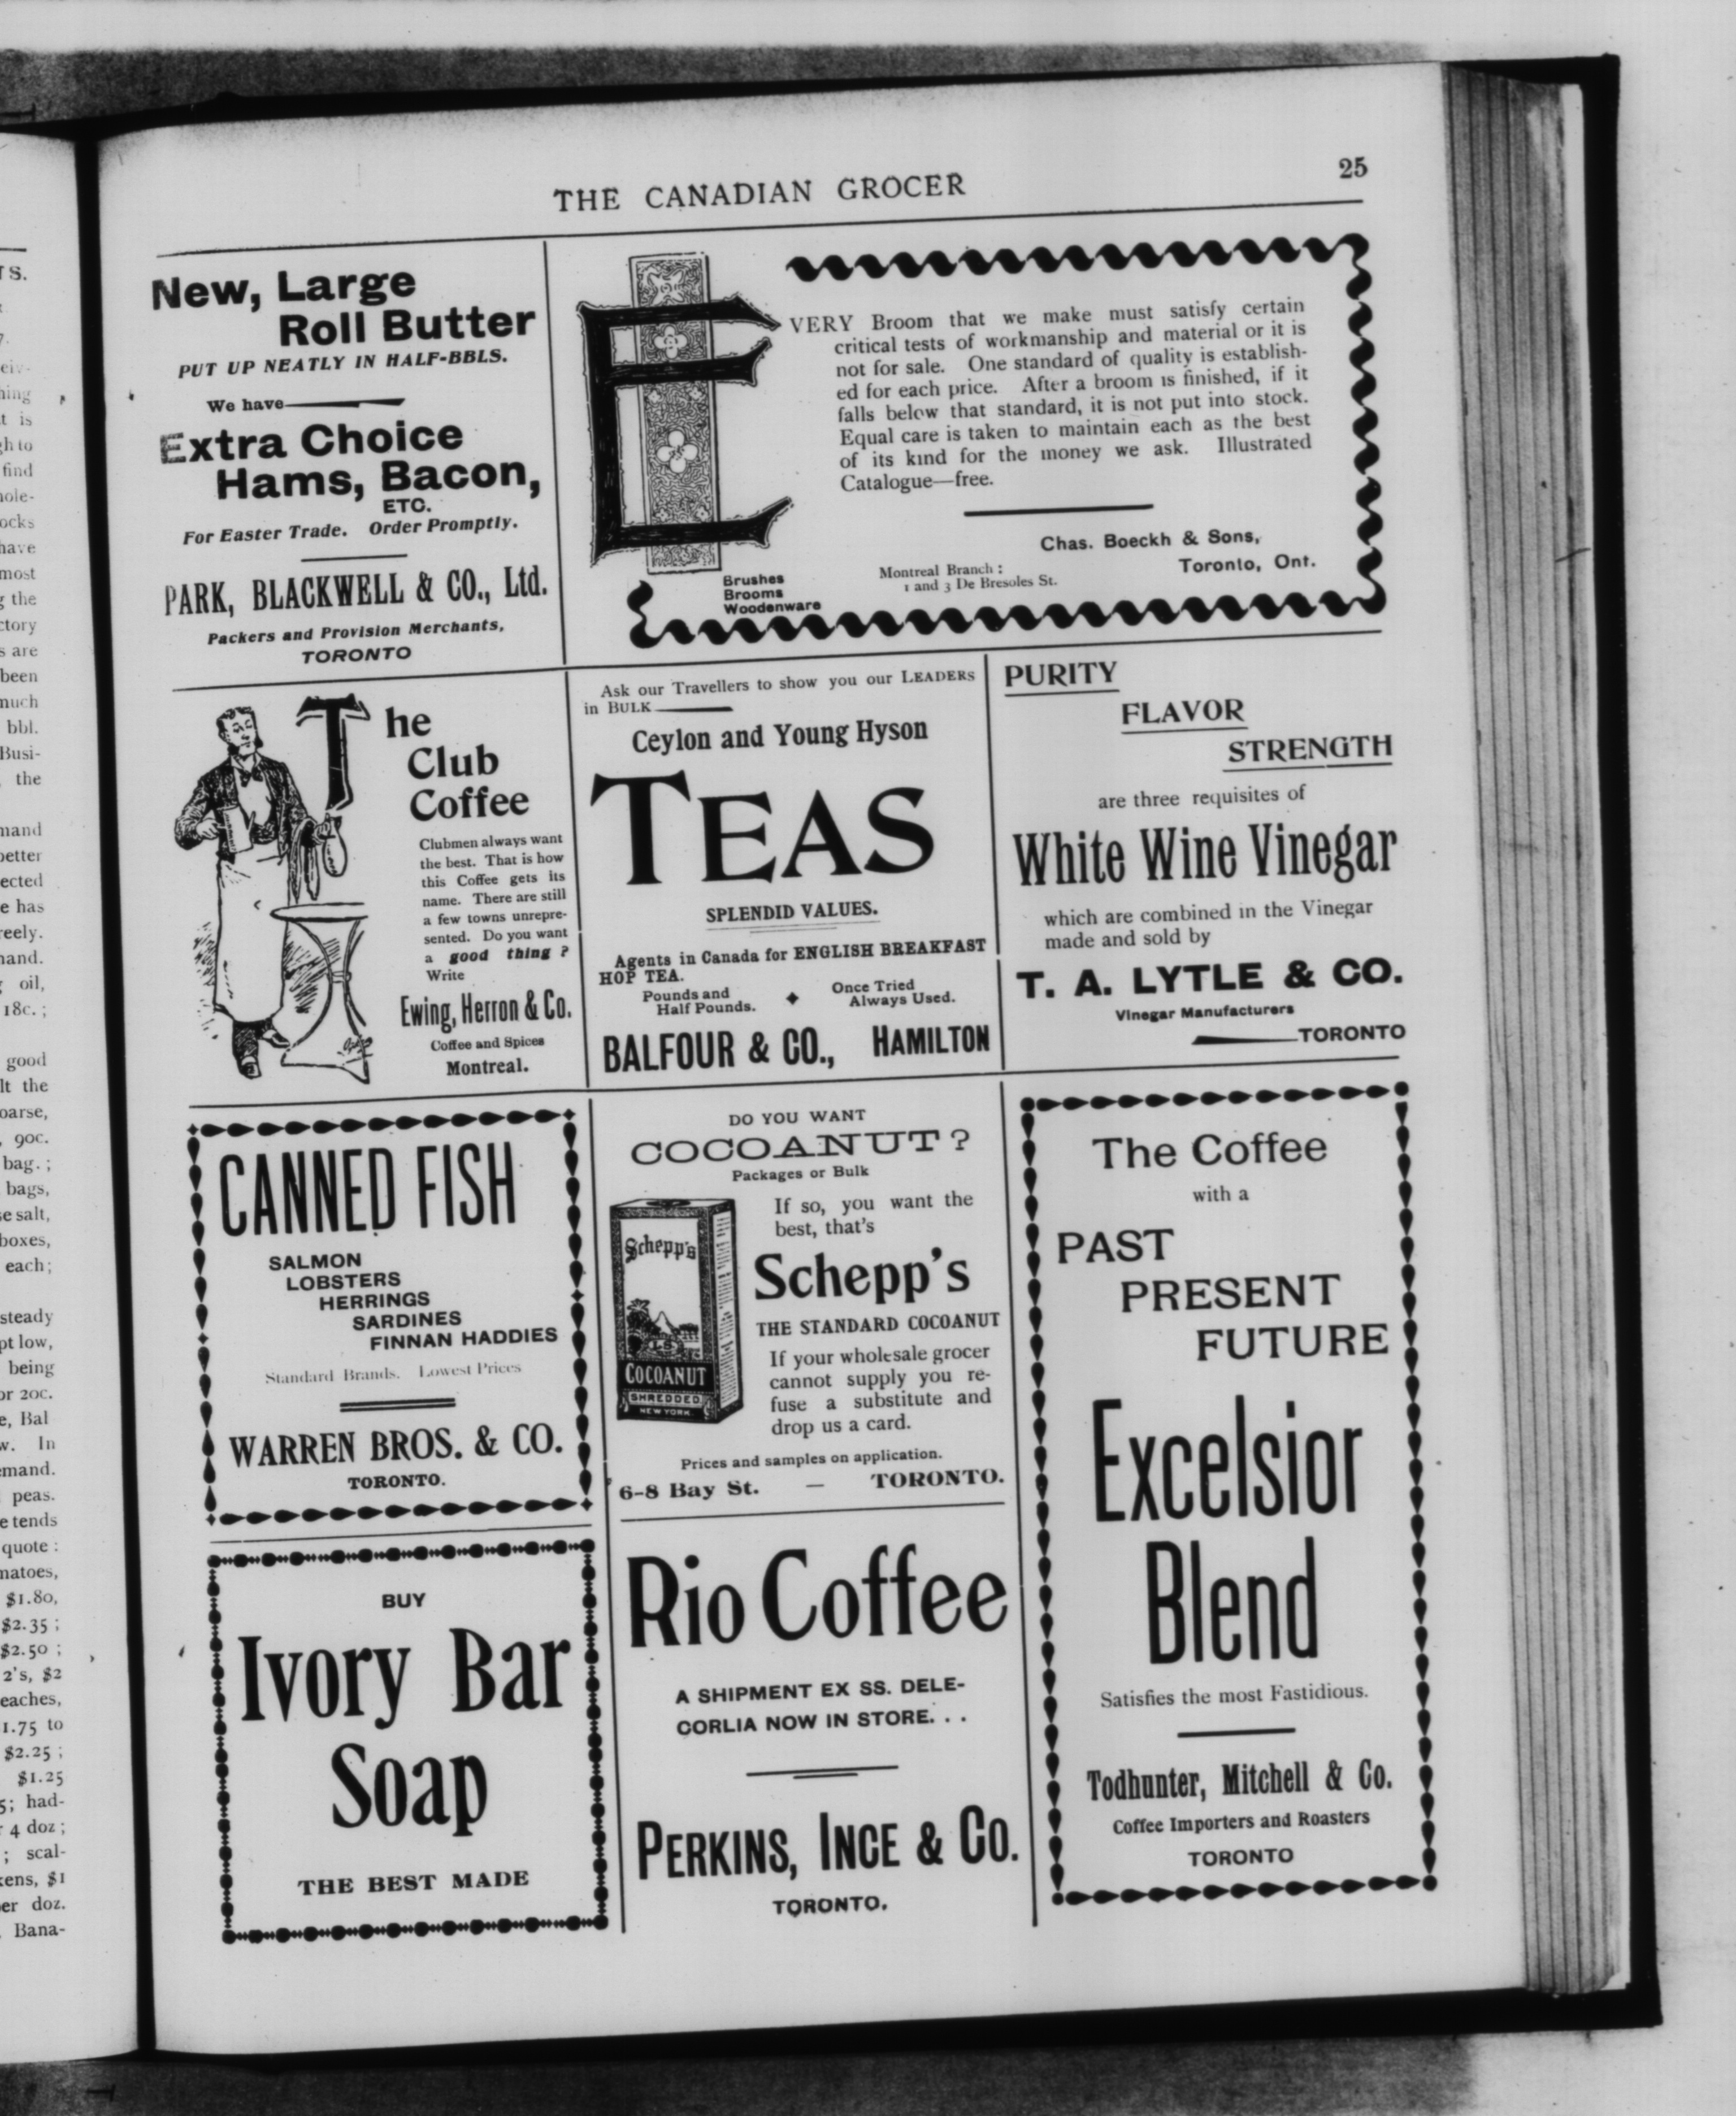 THE CANADIAN GROCER
25
New, Large
Roll Butter
PUT UP NEATLY IN HALF-BBLS.
We have
Extra Choice
Hams, Bacon,
ETC.
For Easter Trade. Order Promptly.
PARK, BLACKWELL & CO., Ltd.
Packers and Provision Merchants,
TORONTO
EVERY Broom that we make must satisfy certain
critical tests of workmanship and material or it is
not for sale. One standard of quality is establish-
ed for each price. After a broom is finished, if it
falls below that standard, it is not put into stock.
Equal care is taken to maintain each as the best
of its kind for the money we ask. Illustrated
Catalogue—free.
Chas. Boeckh & Sons,
Toronto, Ont.
Montreal Branch :
1 and 3 De Bresoles St.
Brushes
Brooms
Woodenware
The
Club
Coffee
Clubmen always want
the best. That is how
this Coffee gets its
name. There are still
a few towns unrepre-
sented. Do you want
a good thing ?
Write
Ewing, Herron & Co.
Coffee and Spices
Montreal.
Ask our Travellers to show you our LEADERS
in BULK
Ceylon and Young Hyson
TEAS
SPLENDID VALUES.
Agents in Canada for ENGLISH BREAKFAST
HOP TEA.
Pounds and
Half Pounds.
Once Tried
Always Used.
BALFOUR & CO., HAMILTON
PURITY
FLAVOR
STRENGTH
are three requisites of
White Wine Vinegar
which are combined in the Vinegar
made and sold by
T. A. LYTLE & CO.
Vinegar Manufacturers
TORONTO
CANNED FISH
SALMON
LOBSTERS
HERRINGS
SARDINES
FINNAN HADDIES
Standard Brands. Lowest Prices
WARREN BROS. & CO.
TORONTO.
DO YOU WANT
COCOANUT?
Packages or Bulk
If so, you want the
best, that's
Schepp's
THE STANDARD COCOANUT
If your wholesale grocer
cannot supply you re-
fuse a substitute and
drop us a card.
Schepp's
L.S.
COCOANUT
SHREDDED
NEW YORK
Prices and samples on application.
6-8 Bay St. — TORONTO.
The Coffee
with a
PAST
PRESENT
FUTURE
Excelsior
Blend
Satisfies the most Fastidious.
Todhunter, Mitchell & Co.
Coffee Importers and Roasters
TORONTO
BUY
Ivory Bar
Soap
THE BEST MADE
Rio Coffee
A SHIPMENT EX SS. DELE-
CORLIA NOW IN STORE. . .
PERKINS, INCE & CO.
TORONTO.